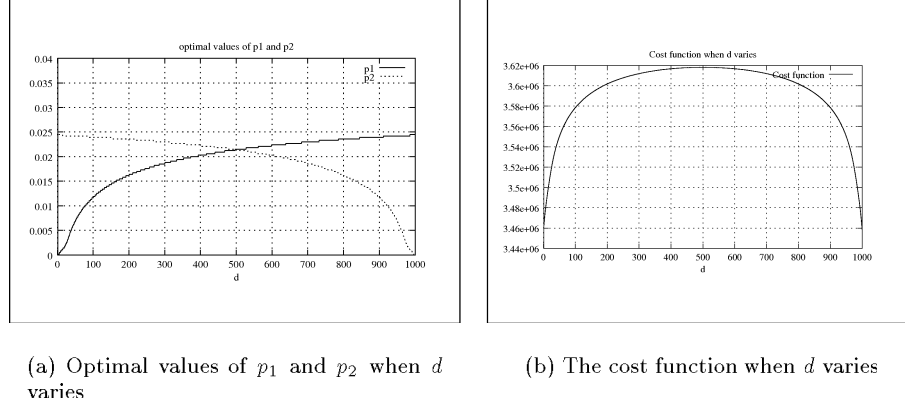 optimal values of p1 and p2
0.04
0.035
0.03
0.025
0.02
0.015
0.01
0.005
0
p1
p2
0 100 200 300 400 500 600 700 800 900 1000
d
Cost function when d varies
3.62e+06
3.6e+06
3.58e+06
3.56e+06
3.54e+06
3.52e+06
3.5e+06
3.48e+06
3.46e+06
3.44e+06
Cost function
0 100 200 300 400 500 600 700 800 900 1000
d
(a) Optimal values of p1 and p2 when d
varies
(b) The cost function when d varies